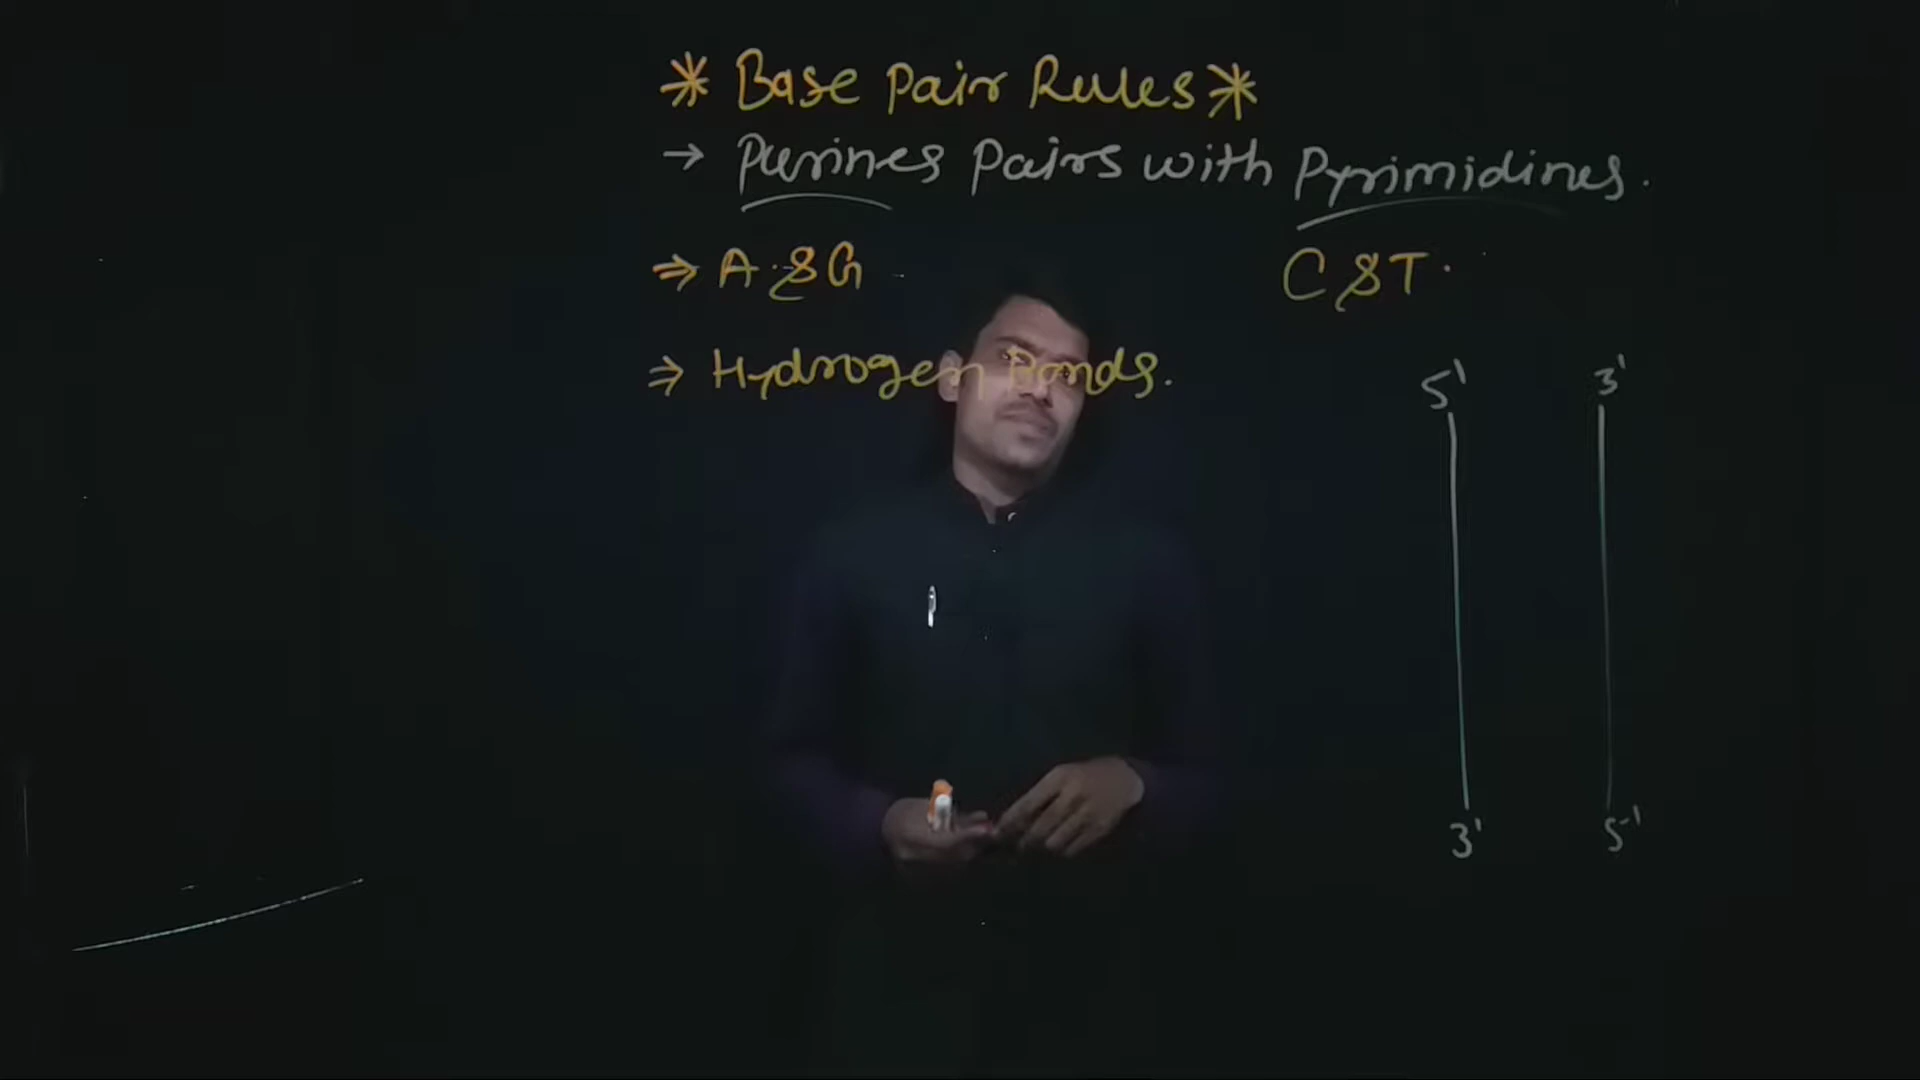 * Base Pair Rules *
→ Purines Pairs with Pyrimidines.
⇒ A & G C & T.
⇒ Hydrogen Bonds.
5' 3'
3' 5'